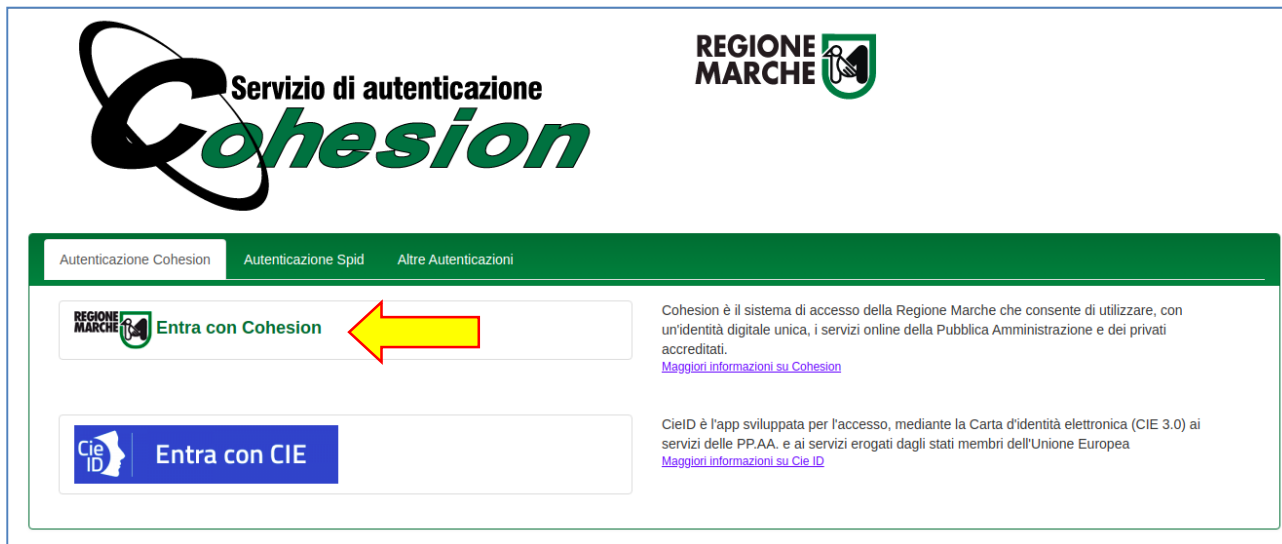 Servizio di autenticazione
Cohesion
REGIONE
MARCHE
Autenticazione Cohesion Autenticazione Spid Altre Autenticazioni
REGIONE
MARCHE
Entra con Cohesion
Cohesion è il sistema di accesso della Regione Marche che consente di utilizzare, con
un'identità digitale unica, i servizi online della Pubblica Amministrazione e dei privati
accreditati.
Maggiori informazioni su Cohesion
Cie
ID
Entra con CIE
CieID è l'app sviluppata per l'accesso, mediante la Carta d'identità elettronica (CIE 3.0) ai
servizi delle PP.AA. e ai servizi erogati dagli stati membri dell'Unione Europea
Maggiori informazioni su Cie ID